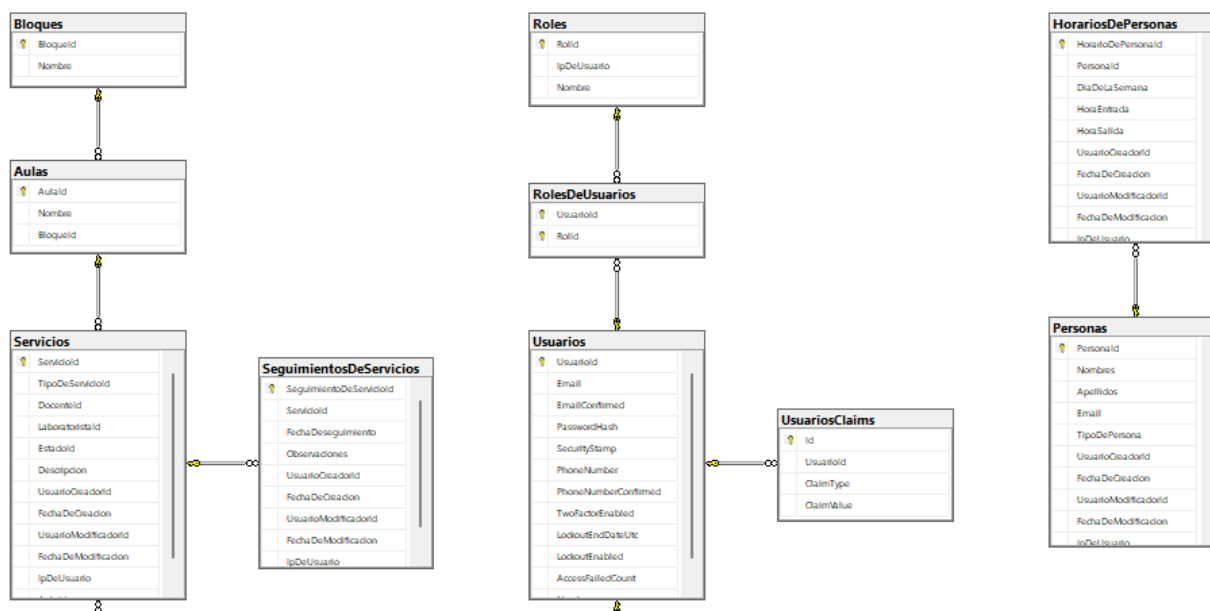 Bloques
BloqueId
Nombre
Aulas
AulaId
Nombre
BloqueId
Servicios
ServicioId
TipoDeServicioId
DocenteId
LaboratoristaId
EstadoId
Descripcion
UsuarioCreadorId
FechaDeCreacion
UsuarioModificadorId
FechaDeModificacion
IpDeUsuario
SeguimientosDeServicios
SeguimientoDeServicioId
ServicioId
FechaDeseguimiento
Observaciones
UsuarioCreadorId
FechaDeCreacion
UsuarioModificadorId
FechaDeModificacion
IpDeUsuario
Roles
RolId
IpDeUsuario
Nombre
RolesDeUsuarios
UsuarioId
RolId
Usuarios
UsuarioId
Email
EmailConfirmed
PasswordHash
SecurityStamp
PhoneNumber
PhoneNumberConfirmed
TwoFactorEnabled
LockoutEndDateUtc
LockoutEnabled
AccessFailedCount
UsuariosClaims
Id
UsuarioId
ClaimType
ClaimValue
HorariosDePersonas
HorarioDePersonaId
PersonaId
DiaDeLaSemana
HoraEntrada
HoraSalida
UsuarioCreadorId
FechaDeCreacion
UsuarioModificadorId
FechaDeModificacion
IpDeUsuario
Personas
PersonaId
Nombres
Apellidos
Email
TipoDePersona
UsuarioCreadorId
FechaDeCreacion
UsuarioModificadorId
FechaDeModificacion
IpDeUsuario